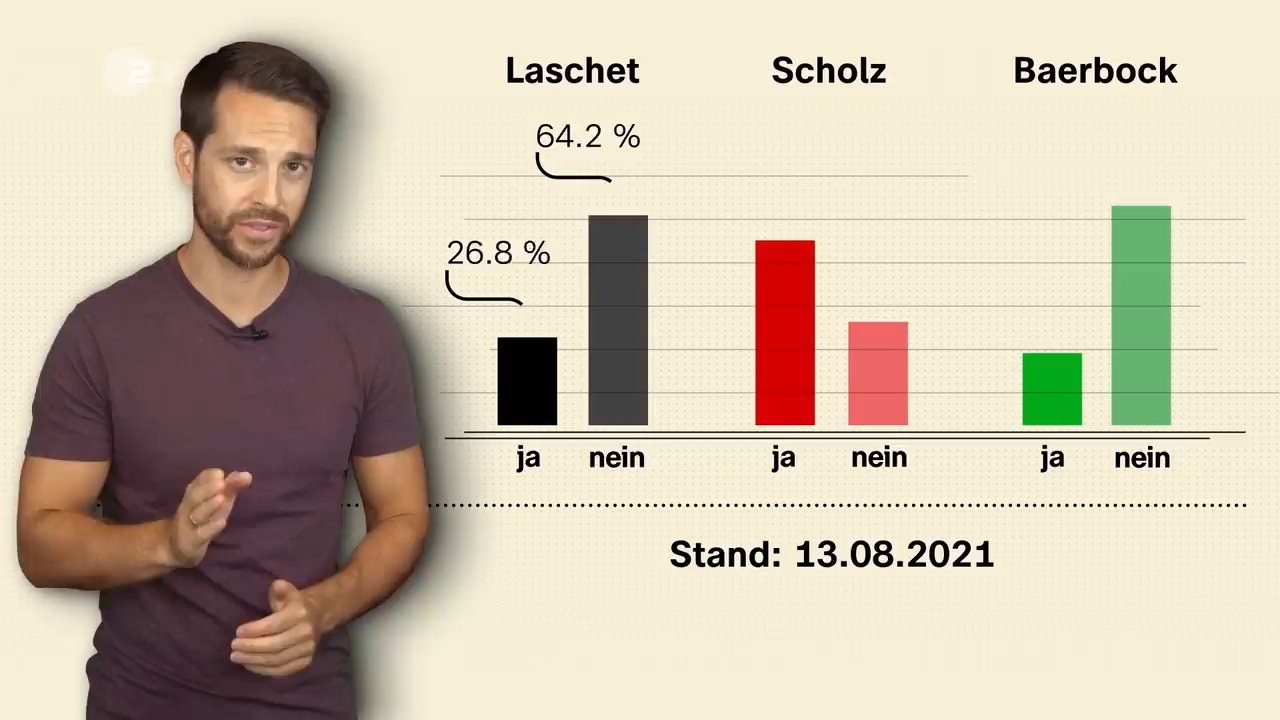 Laschet
Scholz
Baerbock
64.2 %
26.8 %
ja
nein
ja
nein
ja
nein
Stand: 13.08.2021